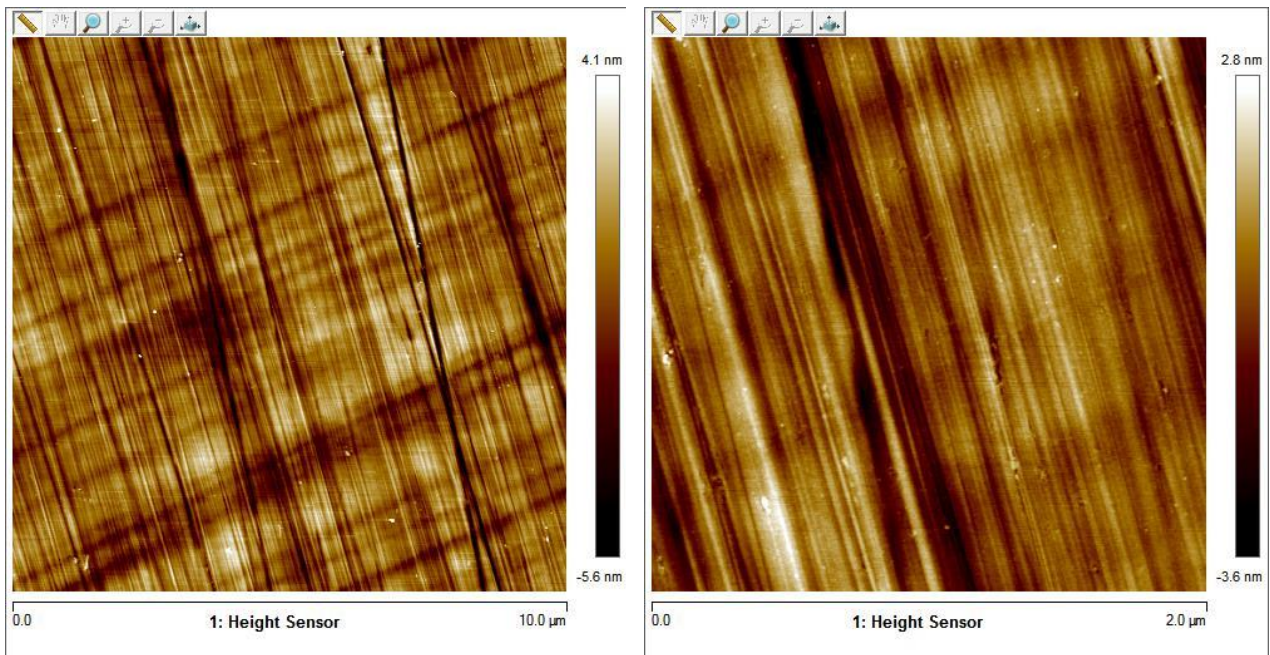 4.1 nm
-5.6 nm
0.0
1: Height Sensor
10.0 µm
2.8 nm
-3.6 nm
0.0
1: Height Sensor
2.0 µm